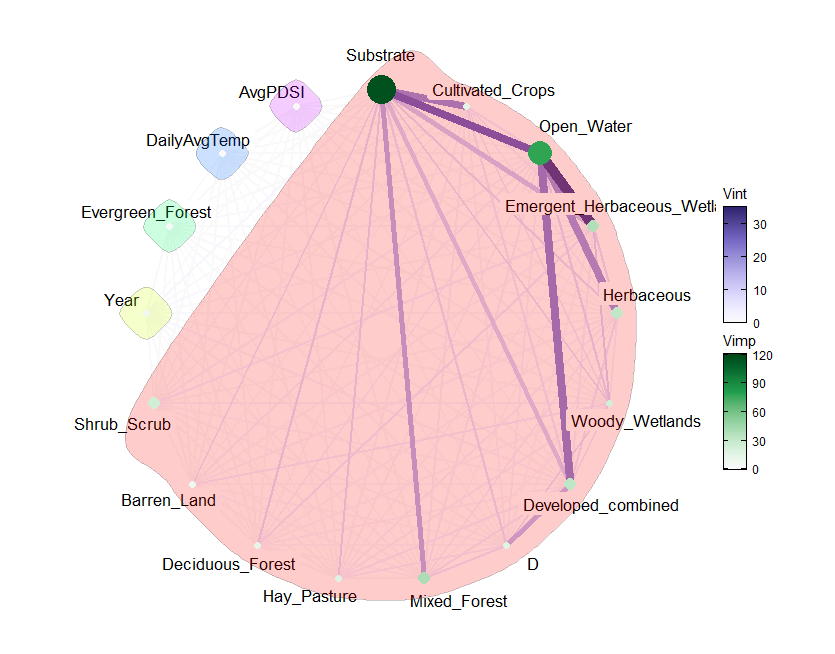 Substrate
AvgPDSI
Cultivated_Crops
Open_Water
DailyAvgTemp
Vint
Evergreen_Forest
Emergent_Herbaceous_Wetla
30
20
10
0
Year
Herbaceous
Vimp
120
90
60
30
0
Shrub_Scrub
Woody_Wetlands
Barren_Land
Developed_combined
Deciduous_Forest
D
Hay_Pasture
Mixed_Forest